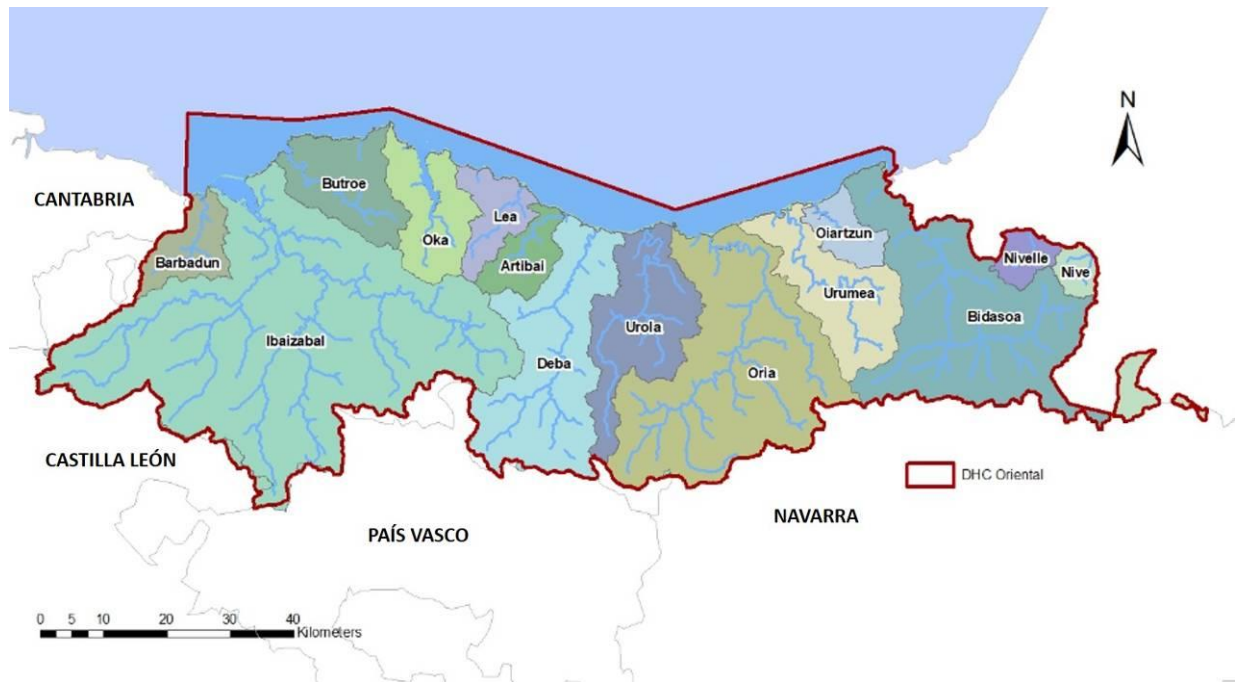 N
CANTABRIA
Butroe
Oka
Lea
Artibai
Oiartzun
Barbadun
Nivelle
Nive
Urumea
Bidasoa
Ibaizabal
Urola
Deba
Oria
CASTILLA LEÓN
DHC Oriental
PAÍS VASCO
NAVARRA
0 5 10 20 30 40
Kilometers